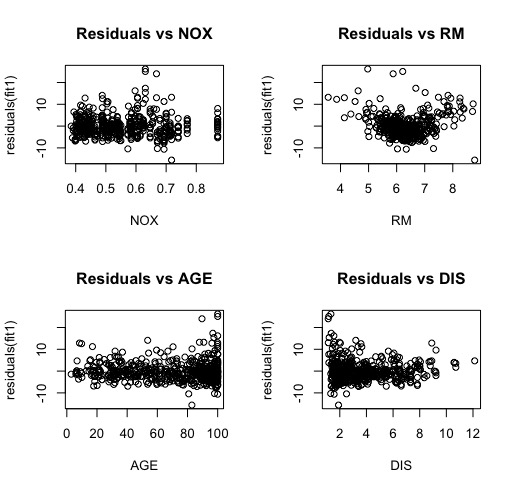 Residuals vs NOX
residuals(fit1)
-10
10
0.4 0.5 0.6 0.7 0.8
NOX
Residuals vs RM
residuals(fit1)
-10
10
4 5 6 7 8
RM
Residuals vs AGE
residuals(fit1)
-10
10
0 20 40 60 80 100
AGE
Residuals vs DIS
residuals(fit1)
-10
10
2 4 6 8 10 12
DIS